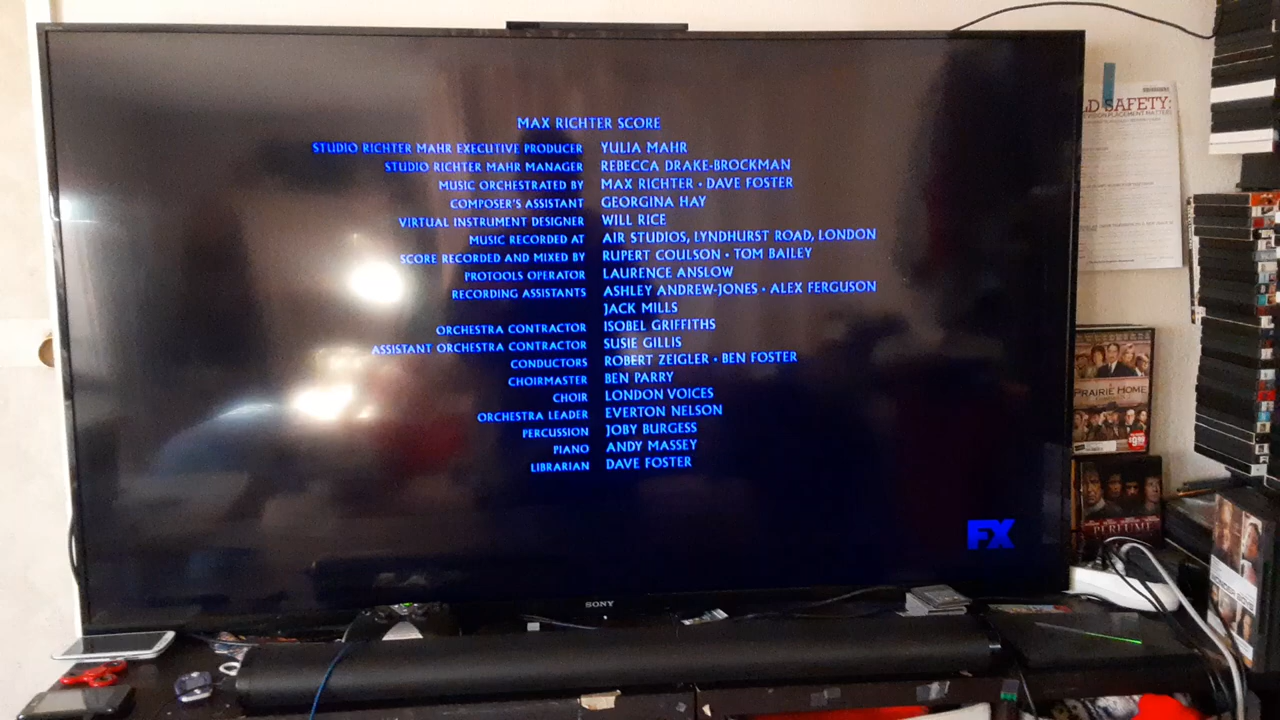 MAX RICHTER SCORE
STUDIO RICHTER MAHR EXECUTIVE PRODUCER YULIA MAHR
STUDIO RICHTER MAHR MANAGER REBECCA DRAKE-BROCKMAN
MUSIC ORCHESTRATED BY MAX RICHTER • DAVE FOSTER
COMPOSER'S ASSISTANT GEORGINA HAY
VIRTUAL INSTRUMENT DESIGNER WILL RICE
MUSIC RECORDED AT AIR STUDIOS, LYNDHURST ROAD, LONDON
SCORE RECORDED AND MIXED BY RUPERT COULSON • TOM BAILEY
PROTOOLS OPERATOR LAURENCE ANSLOW
RECORDING ASSISTANTS ASHLEY ANDREW-JONES • ALEX FERGUSON
JACK MILLS
ORCHESTRA CONTRACTOR ISOBEL GRIFFITHS
ASSISTANT ORCHESTRA CONTRACTOR SUSIE GILLIS
CONDUCTORS ROBERT ZEIGLER • BEN FOSTER
CHOIRMASTER BEN PARRY
CHOIR LONDON VOICES
ORCHESTRA LEADER EVERTON NELSON
PERCUSSION JOBY BURGESS
PIANO ANDY MASSEY
LIBRARIAN DAVE FOSTER
FX
SONY
LD SAFETY:
PRAIRIE HOME
PERFUME